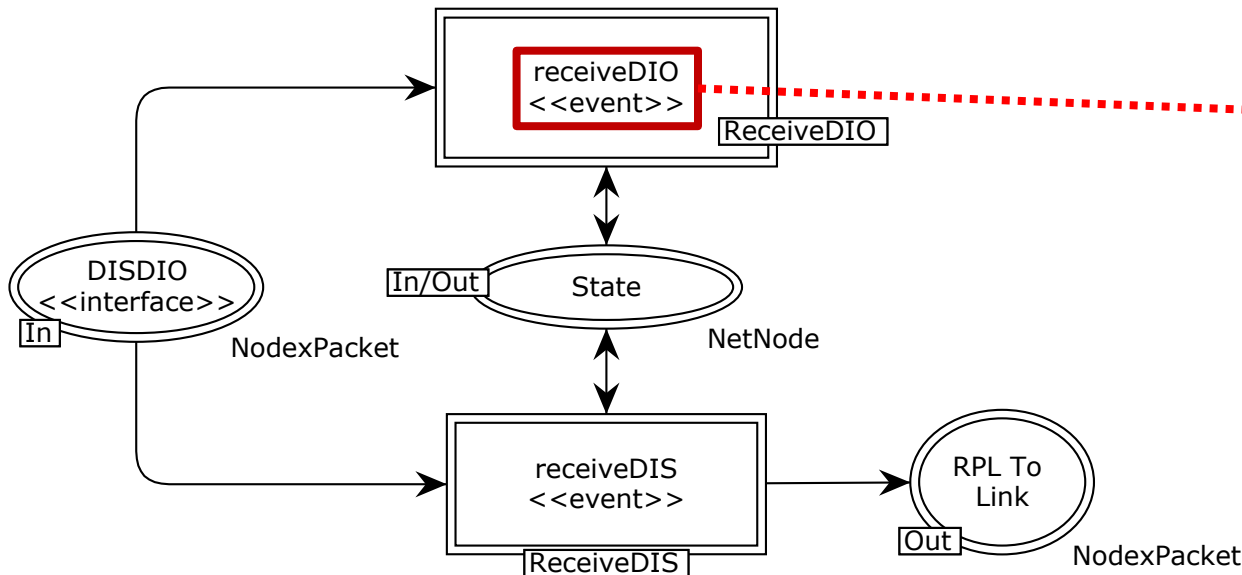 receiveDIO
<<event>>
ReceiveDIO
DISDIO
<<interface>>
In
NodexPacket
In/Out
State
NetNode
receiveDIS
<<event>>
ReceiveDIS
RPL To
Link
Out
NodexPacket